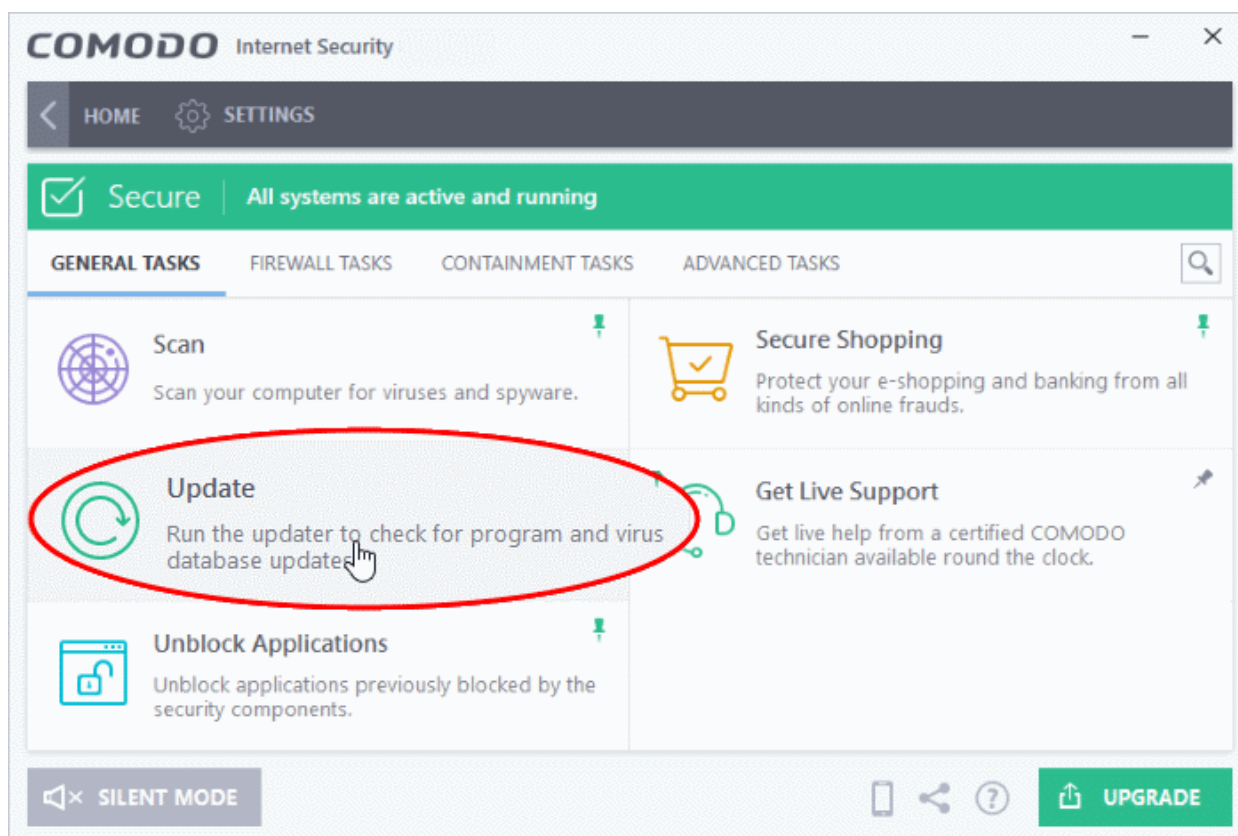 COMODO Internet Security
HOME SETTINGS
Secure All systems are active and running
GENERAL TASKS FIREWALL TASKS CONTAINMENT TASKS ADVANCED TASKS
Scan
Scan your computer for viruses and spyware.
Secure Shopping
Protect your e-shopping and banking from all
kinds of online frauds.
Update
Run the updater to check for program and virus
database updates
Get Live Support
Get live help from a certified COMODO
technician available round the clock.
Unblock Applications
Unblock applications previously blocked by the
security components.
SILENT MODE
UPGRADE